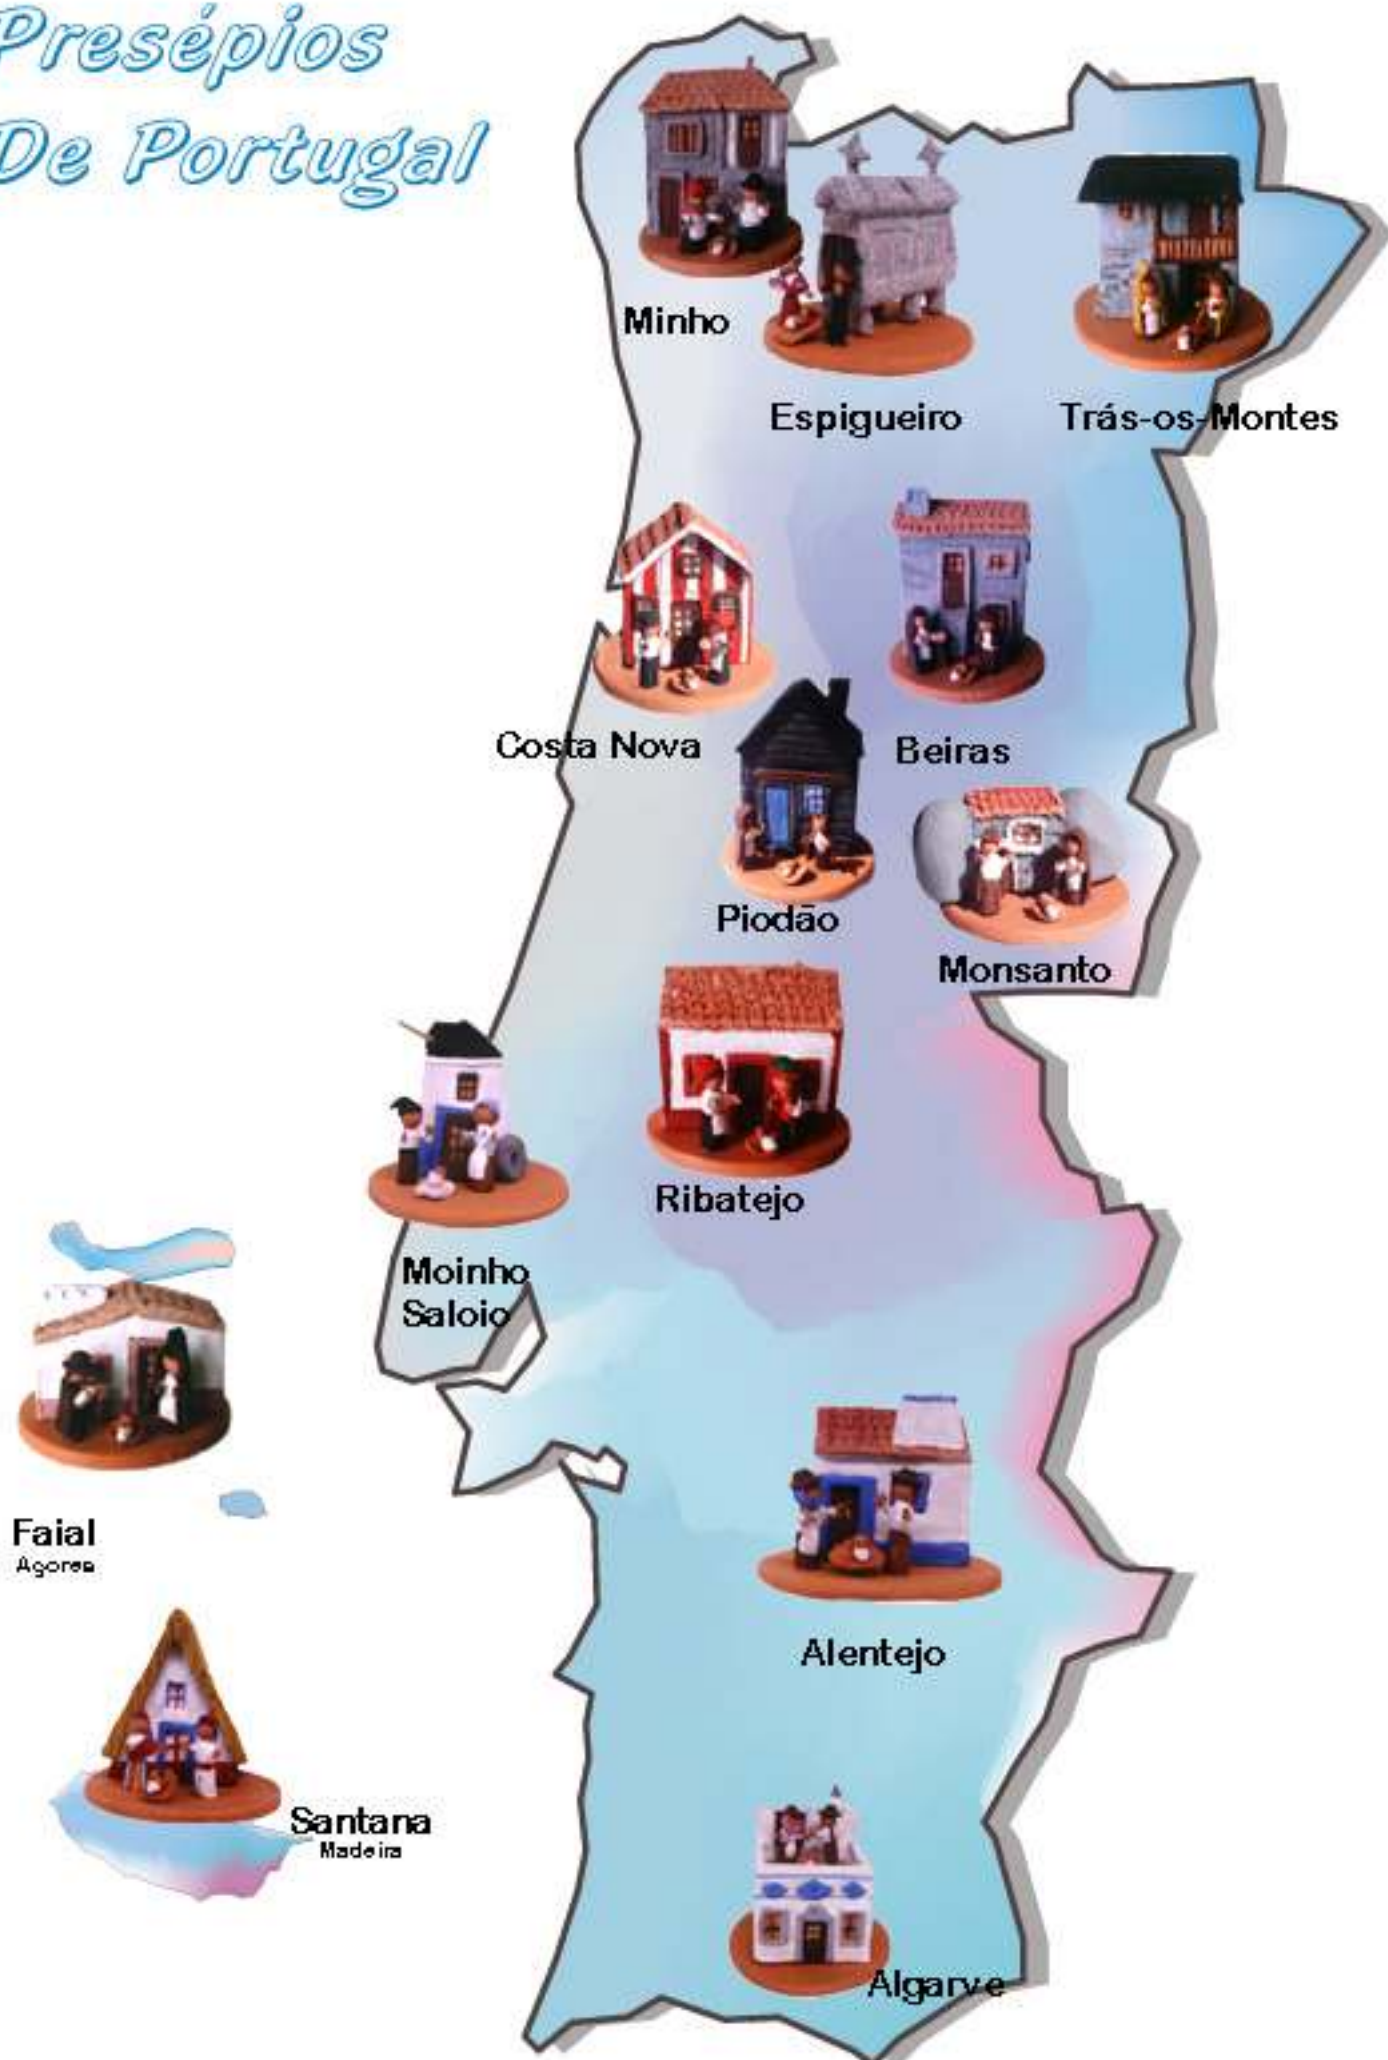 Presépios
De Portugal
Minho
Espigueiro
Trás-os-Montes
Costa Nova
Beiras
Piodão
Monsanto
Ribatejo
Moinho
Saloio
Faial
Açores
Alentejo
Santana
Madeira
Algarve